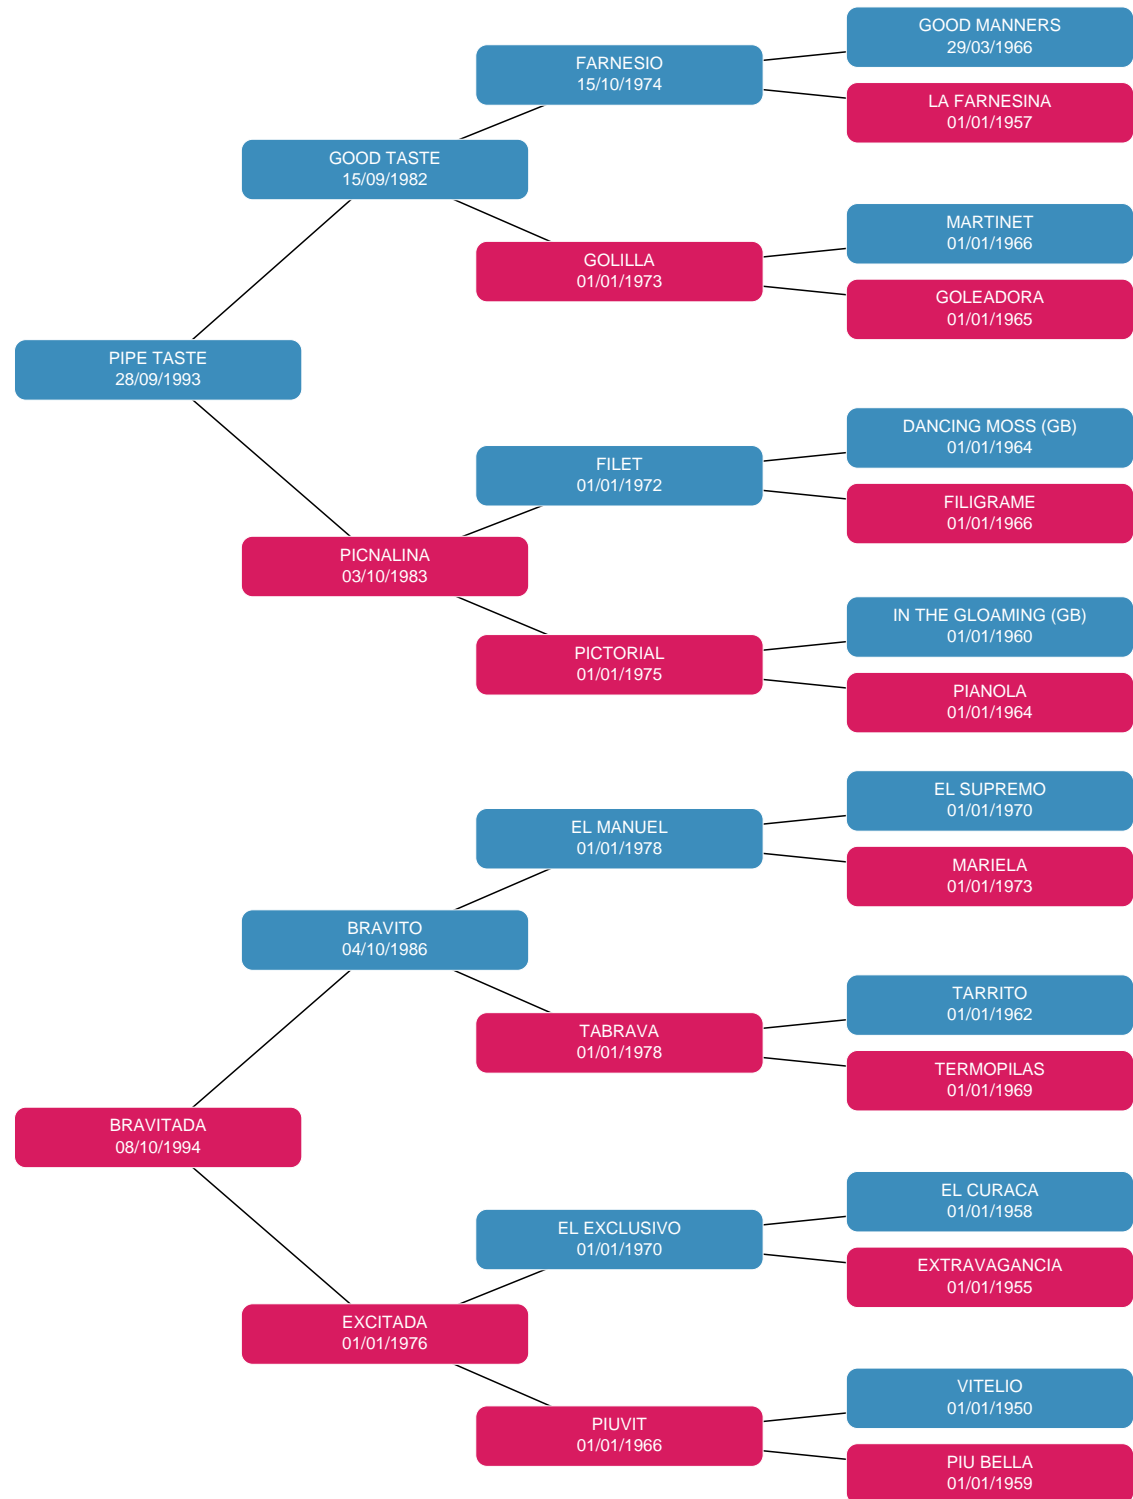 GOOD MANNERS
29/03/1966
FARNESIO
15/10/1974
LA FARNESINA
01/01/1957
GOOD TASTE
15/09/1982
MARTINET
01/01/1966
GOLILLA
01/01/1973
GOLEADORA
01/01/1965
PIPE TASTE
28/09/1993
DANCING MOSS (GB)
01/01/1964
FILET
01/01/1972
FILIGRAME
01/01/1966
PICNALINA
03/10/1983
IN THE GLOAMING (GB)
01/01/1960
PICTORIAL
01/01/1975
PIANOLA
01/01/1964
EL SUPREMO
01/01/1970
EL MANUEL
01/01/1978
MARIELA
01/01/1973
BRAVITO
04/10/1986
TARRITO
01/01/1962
TABRAVA
01/01/1978
TERMOPILAS
01/01/1969
BRAVITADA
08/10/1994
EL CURACA
01/01/1958
EL EXCLUSIVO
01/01/1970
EXTRAVAGANCIA
01/01/1955
EXCITADA
01/01/1976
VITELIO
01/01/1950
PIUVIT
01/01/1966
PIU BELLA
01/01/1959